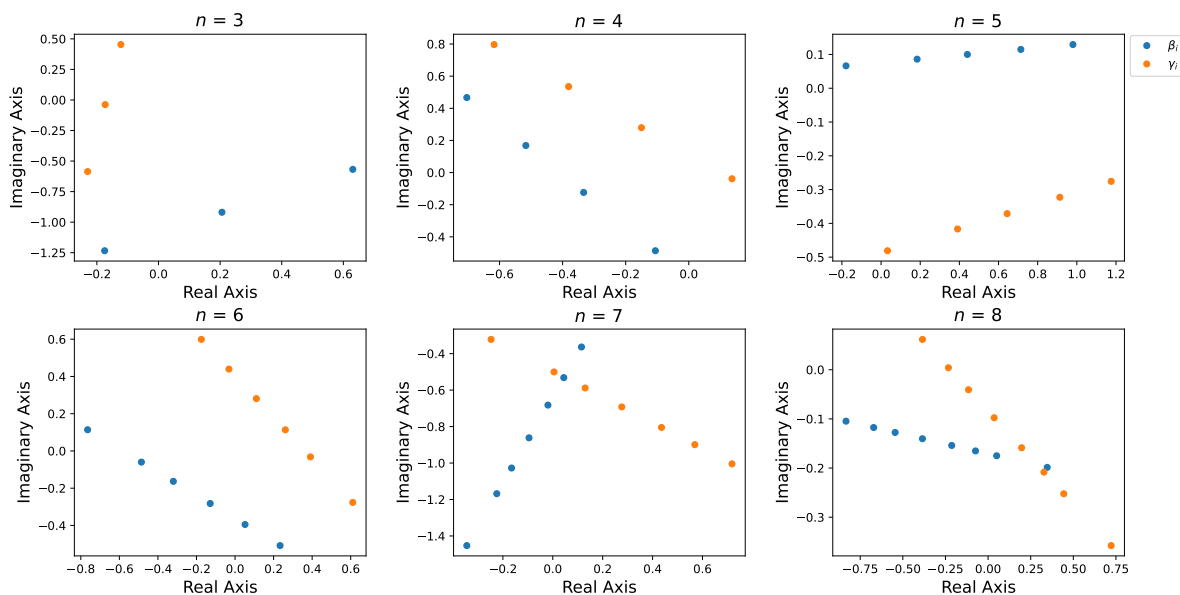 n = 3
0.50
0.25
0.00
−0.25
−0.50
−0.75
−1.00
−1.25
Imaginary Axis
−0.2 0.0 0.2 0.4 0.6
Real Axis
n = 4
0.8
0.6
0.4
0.2
0.0
−0.2
−0.4
Imaginary Axis
−0.6 −0.4 −0.2 0.0
Real Axis
n = 5
0.1
0.0
−0.1
−0.2
−0.3
−0.4
−0.5
Imaginary Axis
−0.2 0.0 0.2 0.4 0.6 0.8 1.0 1.2
Real Axis
βᵢ
γᵢ
n = 6
0.6
0.4
0.2
0.0
−0.2
−0.4
Imaginary Axis
−0.8 −0.6 −0.4 −0.2 0.0 0.2 0.4 0.6
Real Axis
n = 7
−0.4
−0.6
−0.8
−1.0
−1.2
−1.4
Imaginary Axis
−0.2 0.0 0.2 0.4 0.6
Real Axis
n = 8
0.0
−0.1
−0.2
−0.3
Imaginary Axis
−0.75 −0.50 −0.25 0.00 0.25 0.50 0.75
Real Axis